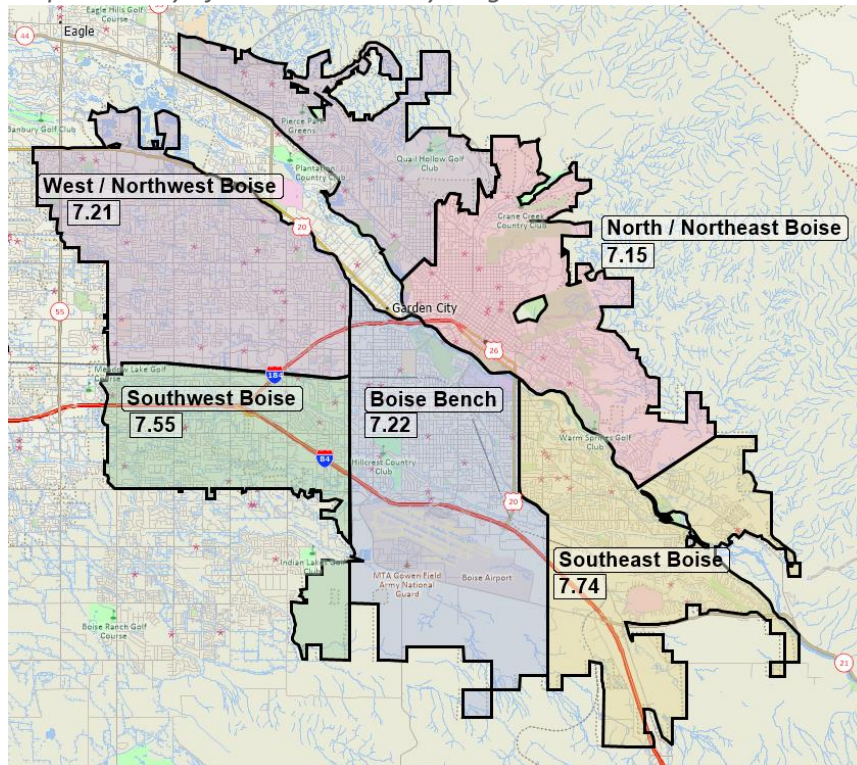 Eagle Hills Golf
Course
Eagle
44
Banbury Golf Club
Pierce Park
Greens
Plantation
Country Club
Quail Hollow Golf
Club
Crane Creek
Country Club
West / Northwest Boise
7.21
20
North / Northeast Boise
7.15
55
Garden City
26
Meadow Lake Golf
Course
184
Southwest Boise
7.55
Boise Bench
7.22
Warm Springs Golf
Club
84
Hillcrest Country
Club
20
Indian Lakes Golf
Club
MTA Gowen Field
Army National
Guard
Boise Airport
Southeast Boise
7.74
Boise Ranch Golf
Course
21